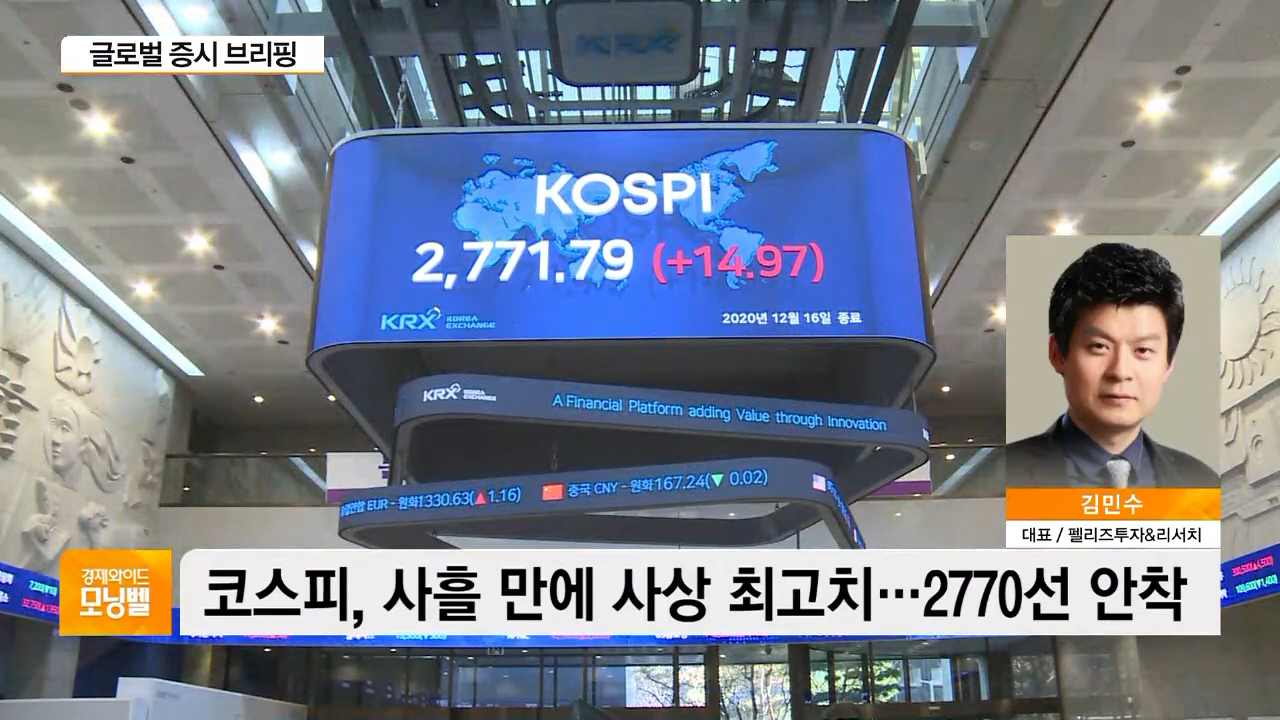 글로벌 증시 브리핑
KRX
KOSPI
2,771.79 (+14.97)
KRX KOREA EXCHANGE
2020년 12월 16일 종료
KRX KOREA EXCHANGE
A Financial Platform adding Value through Innovation
EUR - 원화1330.63(▲1.16) 중국 CNY - 원화167.24(▼ 0.02)
김민수
대표 / 펠리즈투자&리서치
경제와이드
모닝벨
코스피, 사흘 만에 사상 최고치…2770선 안착